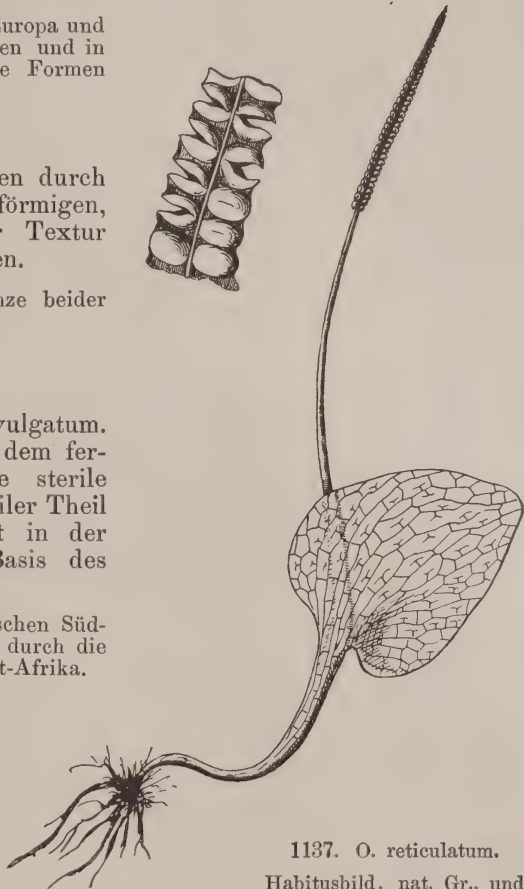 uropa und
en und in
e Formen
en durch
förmigen,
r Textur
en.
nze beider
vulgatum.
dem fer-
e sterile
iler Theil
t in der
Basis des
schen Süd-
durch die
t-Afrika.
1137. O. reticulatum.
Habitusbild, nat. Gr., und